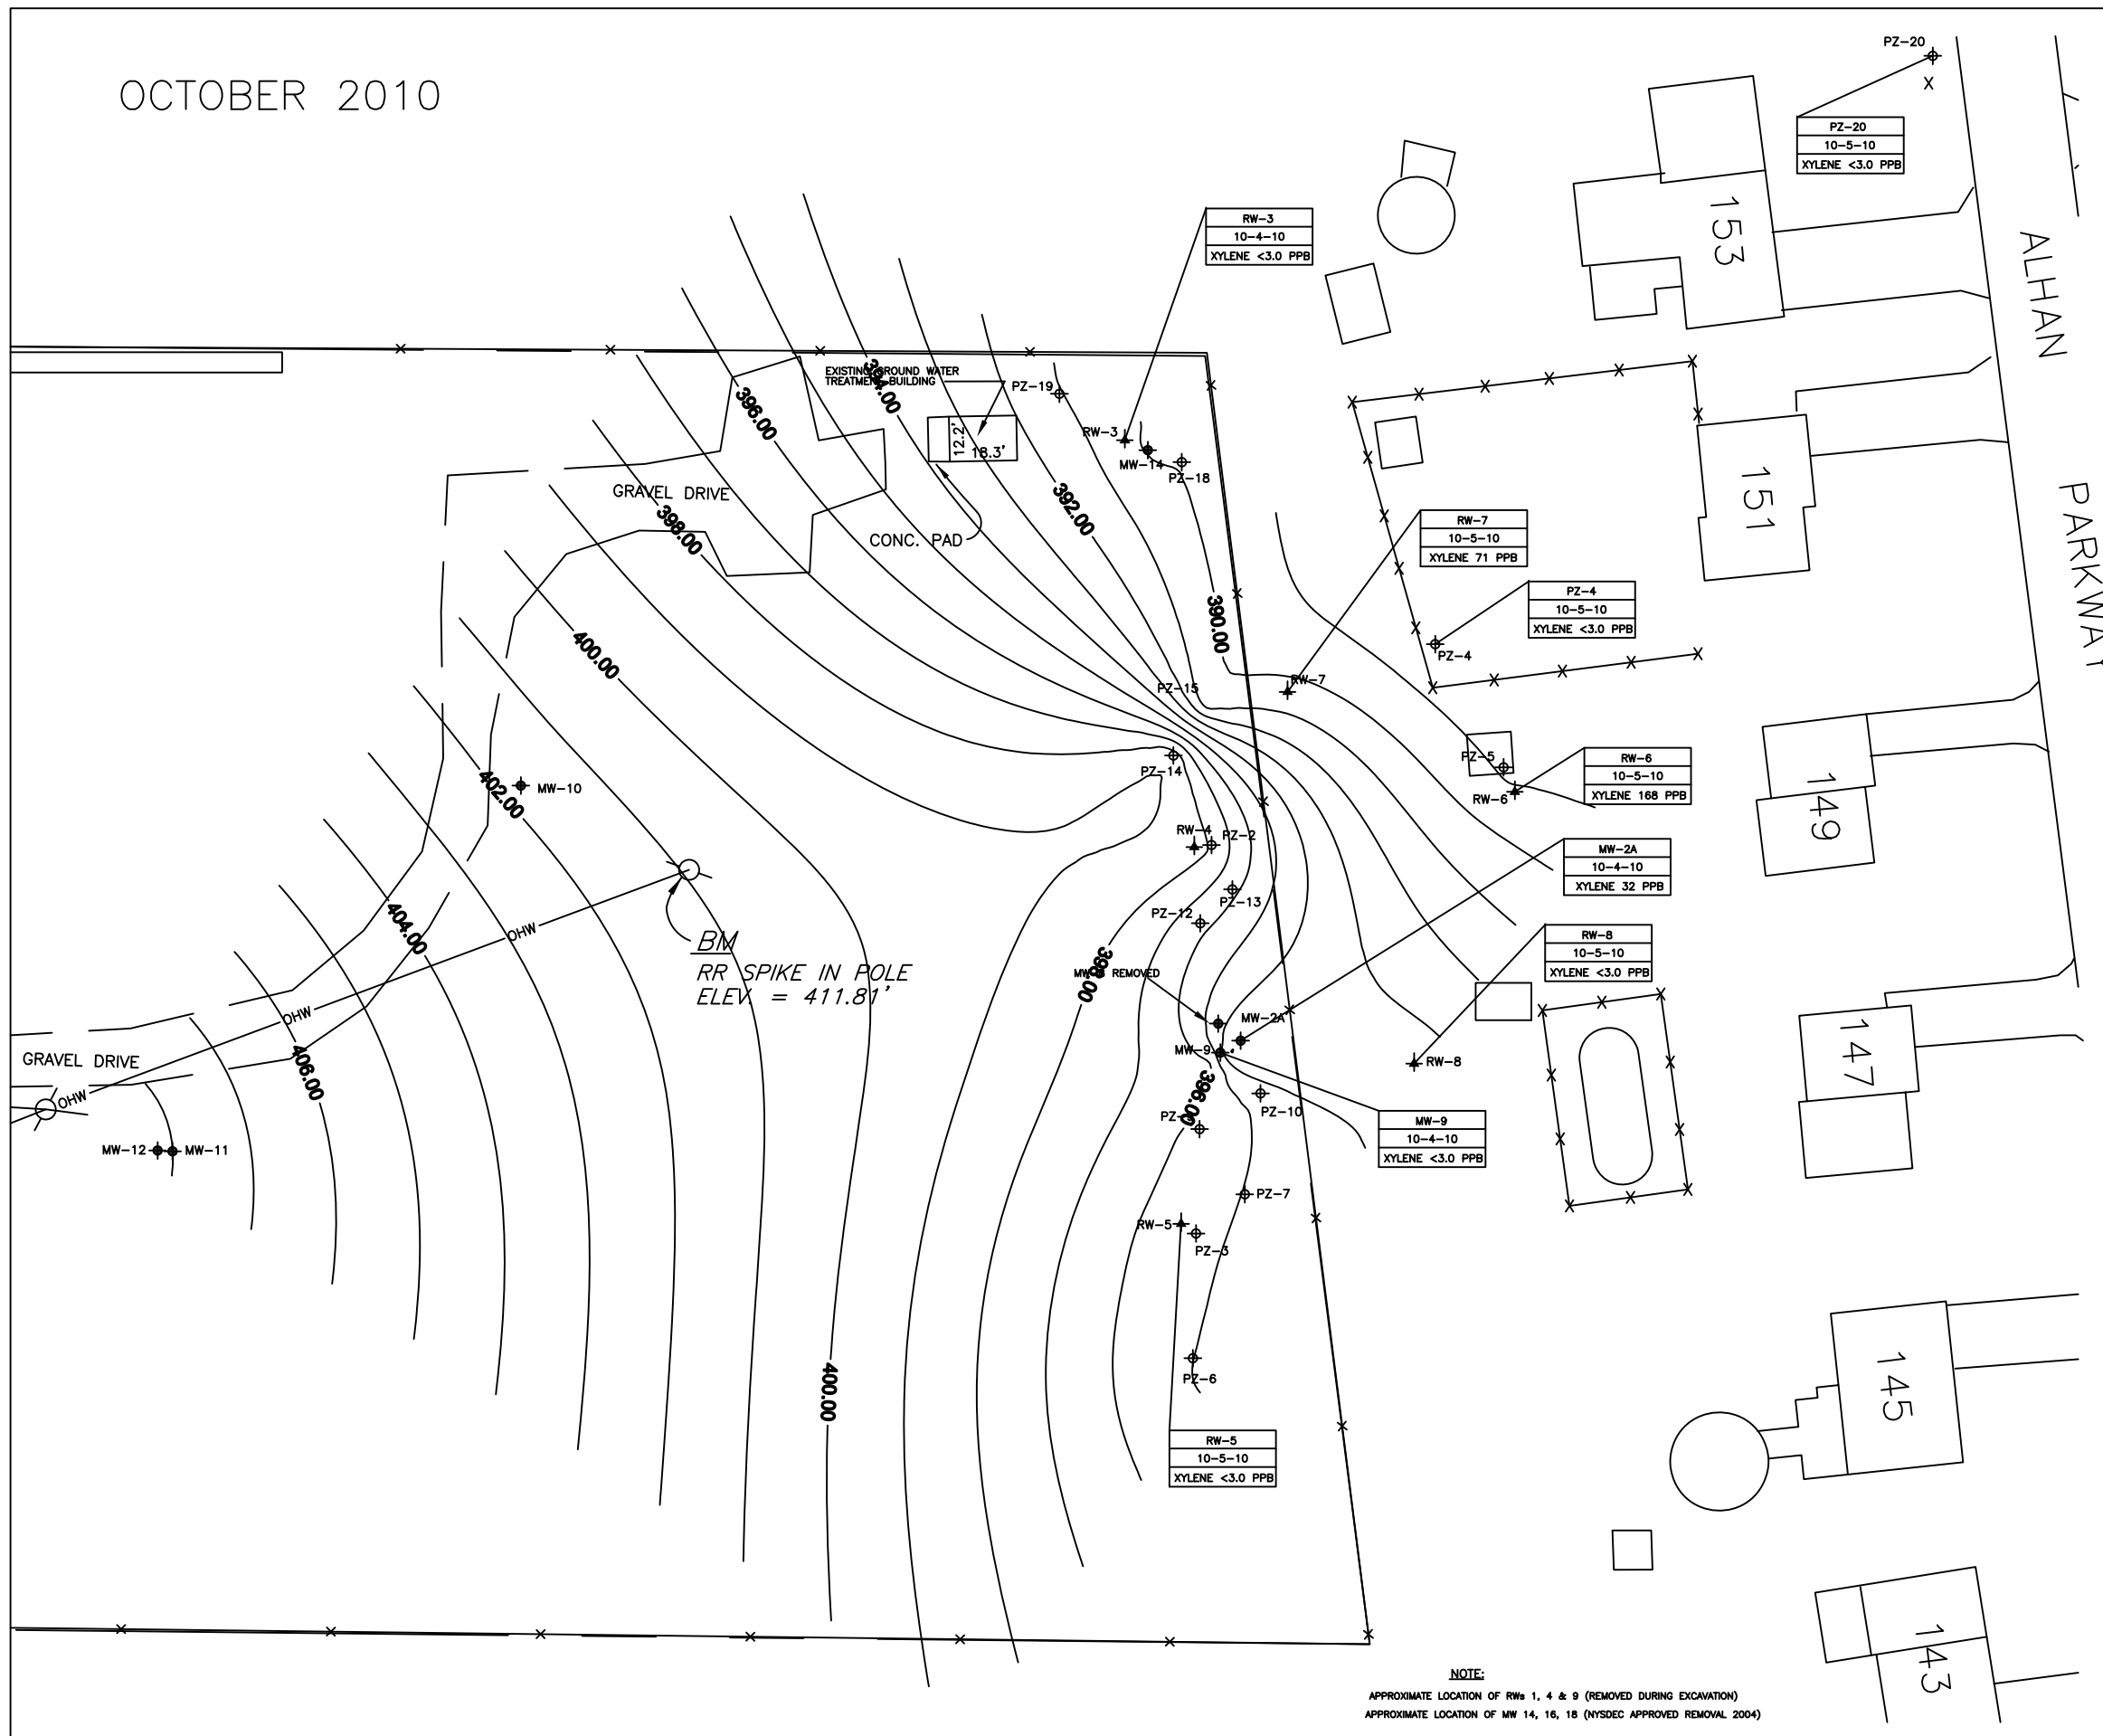 OCTOBER 2010
PZ-20
PZ-20
10-5-10
XYLENE <3.0 PPB
RW-3
10-4-10
XYLENE <3.0 PPB
153
ALHAN
PARKWAY
EXISTING GROUND WATER
TREATMENT BUILDING
394.00
PZ-19
396.00
12.2'
18.3'
RW-3
MW-14
PZ-18
GRAVEL DRIVE
398.00
392.00
CONC. PAD
151
RW-7
10-5-10
XYLENE 71 PPB
PZ-4
10-5-10
XYLENE <3.0 PPB
390.00
400.00
PZ-4
PZ-15
RW-7
PZ-14
PZ-5
RW-6
RW-6
10-5-10
XYLENE 168 PPB
149
402.00
MW-10
RW-4
PZ-2
MW-2A
10-4-10
XYLENE 32 PPB
PZ-13
PZ-12
404.00
OHW
BM
RR SPIKE IN POLE
ELEV. = 411.81'
398.00
REMOVED
RW-8
10-5-10
XYLENE <3.0 PPB
OHW
MW-2A
MW-9
RW-8
147
GRAVEL DRIVE
406.00
OHW
396.00
PZ-10
MW-12
MW-11
MW-9
10-4-10
XYLENE <3.0 PPB
PZ-7
RW-5
PZ-3
PZ-6
400.00
145
RW-5
10-5-10
XYLENE <3.0 PPB
143
NOTE:
APPROXIMATE LOCATION OF RWs 1, 4 & 9 (REMOVED DURING EXCAVATION)
APPROXIMATE LOCATION OF MW 14, 16, 18 (NYSDEC APPROVED REMOVAL 2004)